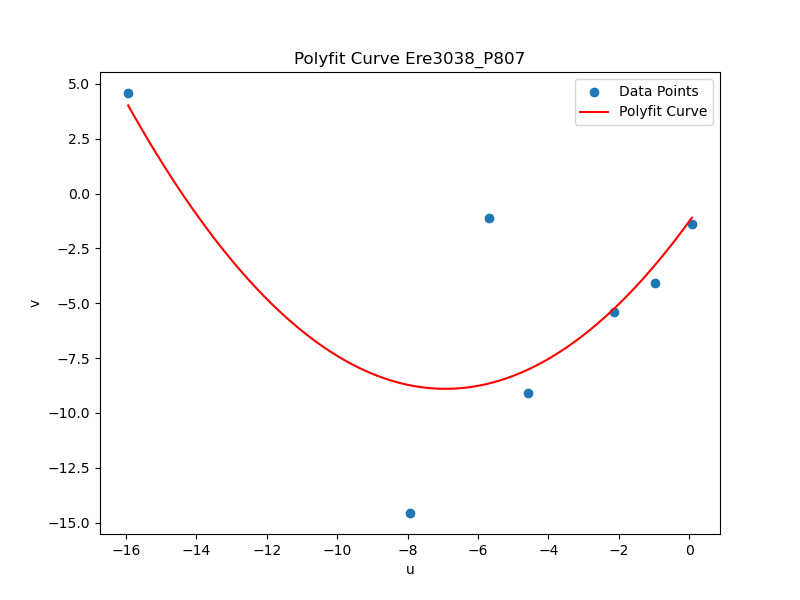 Polyfit Curve Ere3038_P807
Data Points
Polyfit Curve
5.0
2.5
0.0
−2.5
−5.0
−7.5
−10.0
−12.5
−15.0
v
−16 −14 −12 −10 −8 −6 −4 −2 0
u